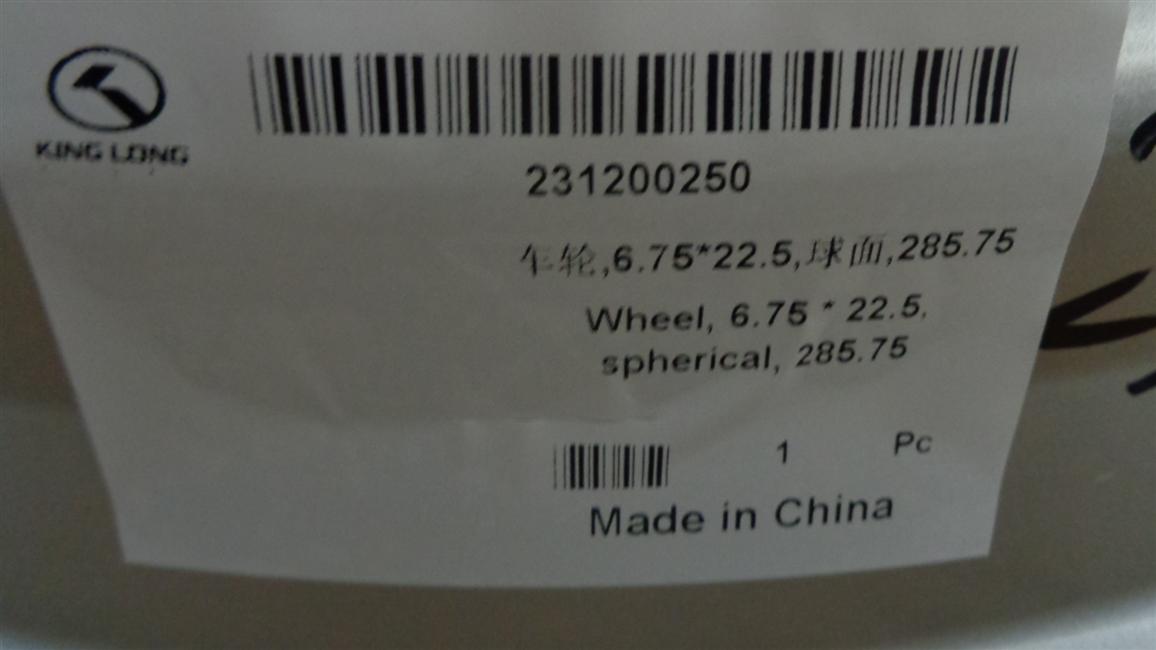 KING LONG
231200250
车轮,6.75*22.5,球面,285.75
Wheel, 6.75 * 22.5,
spherical, 285.75
1 Pc
Made in China